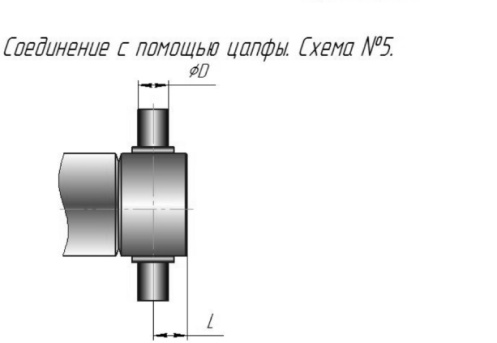 Соединение с помощью цапфы. Схема №5.
⌀D
L